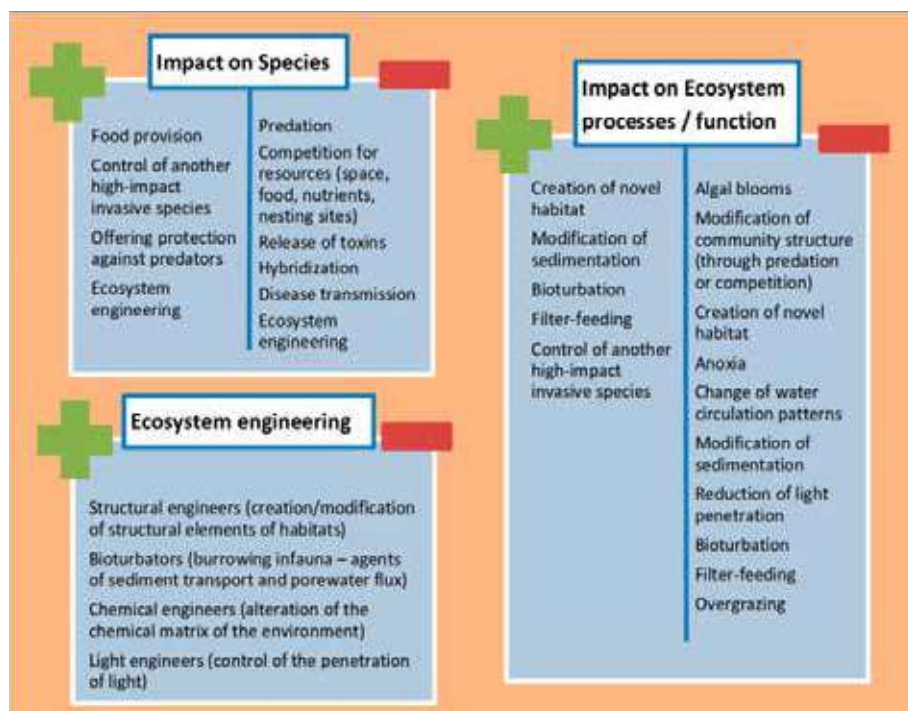 Impact on Species
Food provision
Control of another
high-impact
invasive species
Offering protection
against predators
Ecosystem
engineering
Predation
Competition for
resources (space,
food, nutrients,
nesting sites)
Release of toxins
Hybridization
Disease transmission
Ecosystem
engineering
Ecosystem engineering
Structural engineers (creation/modification
of structural elements of habitats)
Bioturbators (burrowing infauna – agents
of sediment transport and porewater flux)
Chemical engineers (alteration of the
chemical matrix of the environment)
Light engineers (control of the penetration
of light)
Impact on Ecosystem
processes / function
Creation of novel
habitat
Modification of
sedimentation
Bioturbation
Filter-feeding
Control of another
high-impact
invasive species
Algal blooms
Modification of
community structure
(through predation
or competition)
Creation of novel
habitat
Anoxia
Change of water
circulation patterns
Modification of
sedimentation
Reduction of light
penetration
Bioturbation
Filter-feeding
Overgrazing